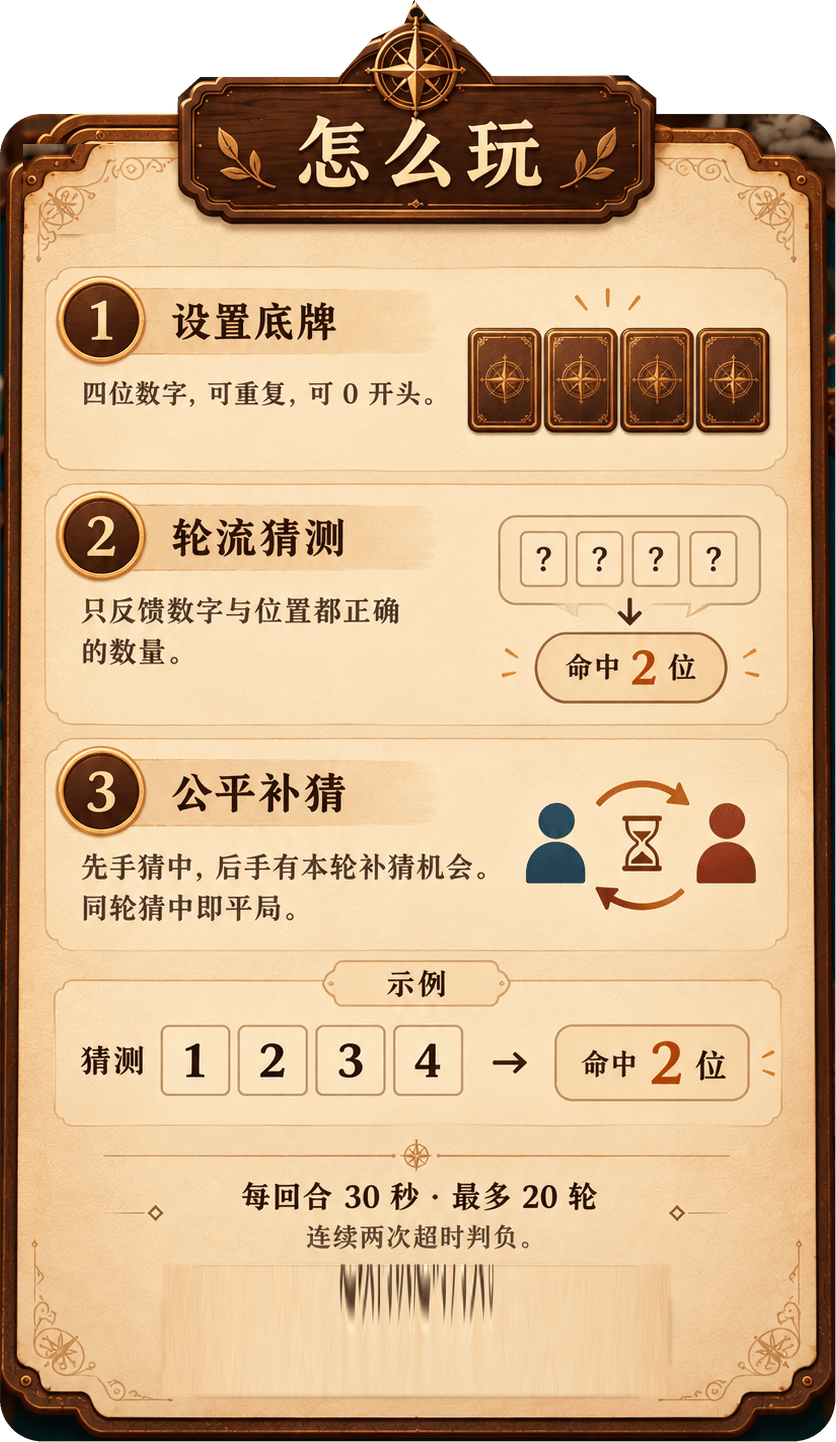 怎么玩
1 设置底牌
四位数字, 可重复, 可 0 开头。
2 轮流猜测
只反馈数字与位置都正确
的数量。
? ? ? ?
命中 2 位
3 公平补猜
先手猜中, 后手有本轮补猜机会。
同轮猜中即平局。
示例
猜测 1 2 3 4 → 命中 2 位
每回合 30 秒 · 最多 20 轮
连续两次超时判负。